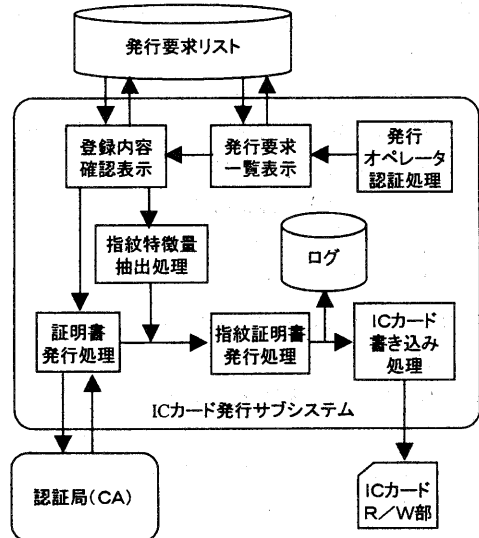 発行要求リスト
登録内容
確認表示
発行要求
一覧表示
発行
オペレータ
認証処理
指紋特徴量
抽出処理
ログ
証明書
発行処理
指紋証明書
発行処理
ICカード
書き込み
処理
ICカード発行サブシステム
認証局(CA)
ICカード
R/W部